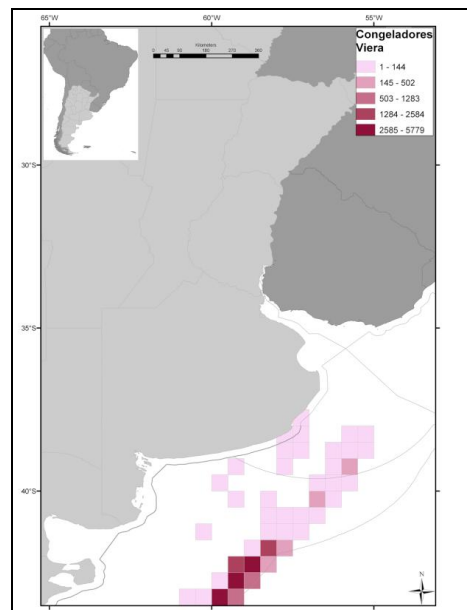 65°W
60°W
55°W
Kilometers
Congeladores
Viera
1 - 144
145 - 502
503 - 1283
1284 - 2584
2585 - 5779
30°S
35°S
40°S
N